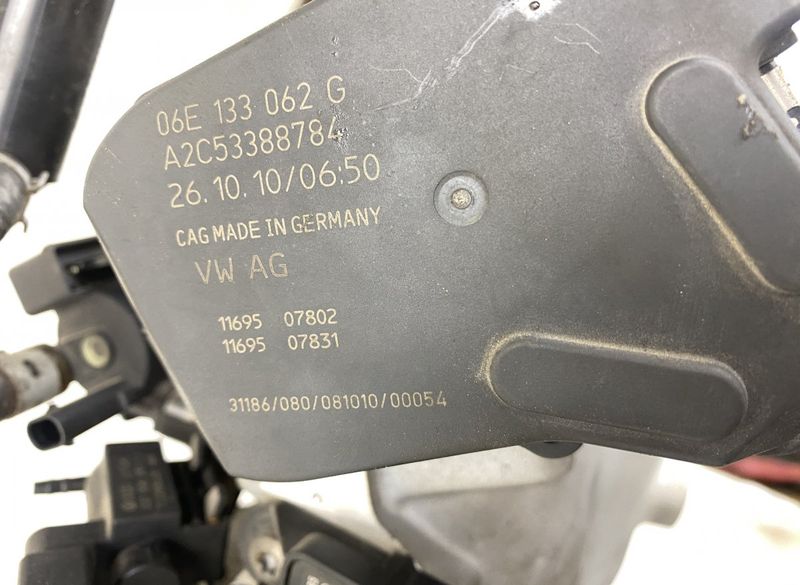 06E 133 062 G
A2C53388784
26.10.10/06:50
CAG MADE IN GERMANY
VW AG
11695 07802
11695 07831
31186/080/081010/00054